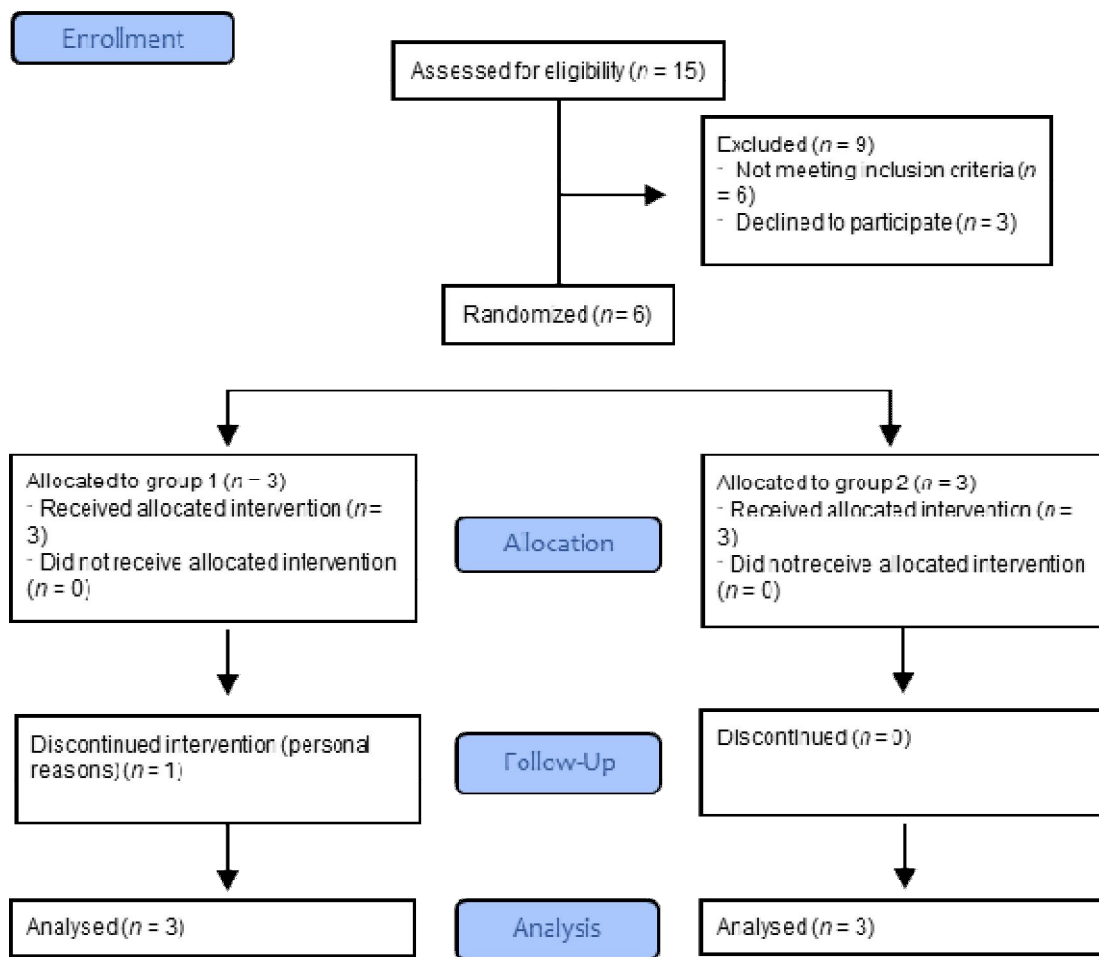 Enrollment
Assessed for eligibility (n = 15)
Excluded (n = 9)
- Not meeting inclusion criteria (n
= 6)
- Declined to participate (n = 3)
Randomized (n = 6)
Allocated to group 1 (n = 3)
- Received allocated intervention (n =
3)
- Did not receive allocated intervention
(n = 0)
Allocation
Allocated to group 2 (n = 3)
- Received allocated intervention (n =
3)
- Did not receive allocated intervention
(n = 0)
Discontinued intervention (personal
reasons) (n = 1)
Follow-Up
Discontinued (n = 0)
Analysed (n = 3)
Analysis
Analysed (n = 3)